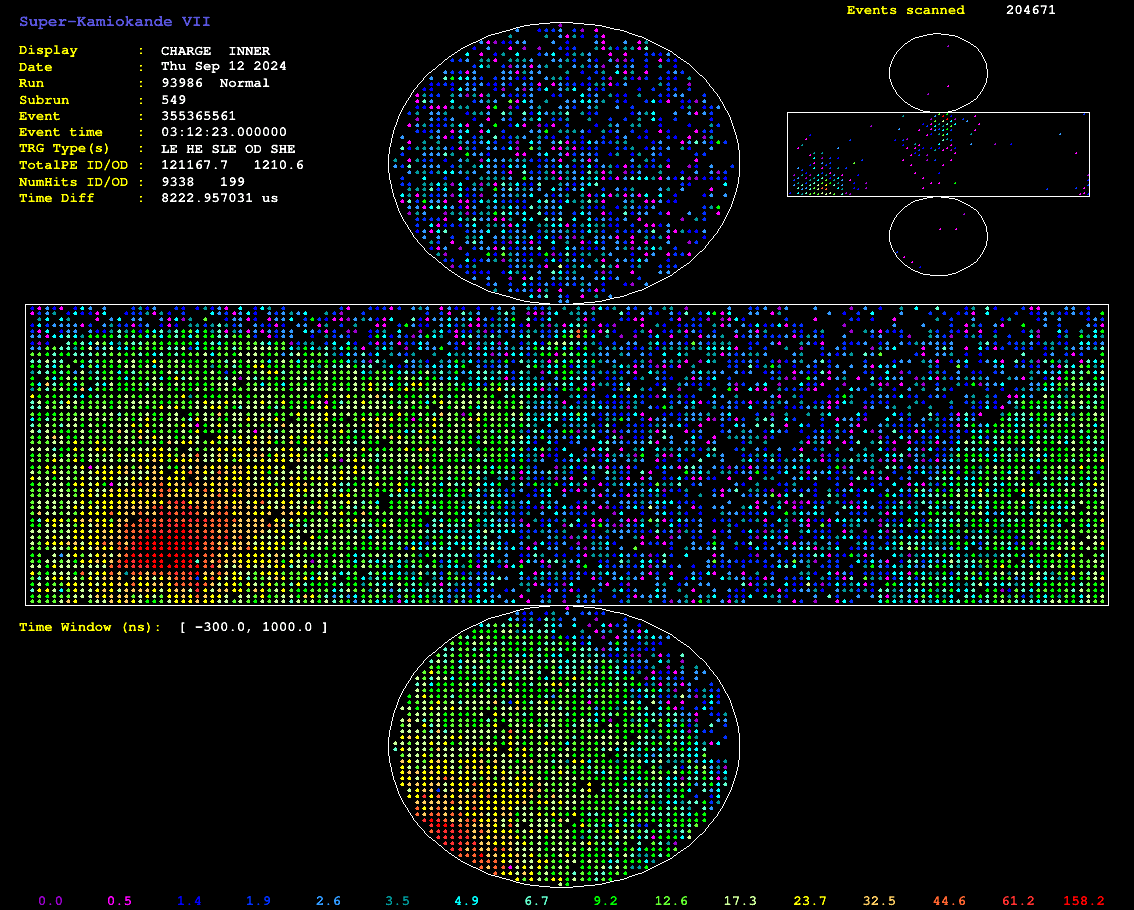 Super-Kamiokande VII
Events scanned 204671
Display : CHARGE INNER
Date : Thu Sep 12 2024
Run : 93986 Normal
Subrun : 549
Event : 355365561
Event time : 03:12:23.000000
TRG Type(s) : LE HE SLE OD SHE
TotalPE ID/OD : 121167.7 1210.6
NumHits ID/OD : 9338 199
Time Diff : 8222.957031 us
Time Window (ns): [ -300.0, 1000.0 ]
0.0 0.5 1.4 1.9 2.6 3.5 4.9 6.7 9.2 12.6 17.3 23.7 32.5 44.6 61.2 158.2